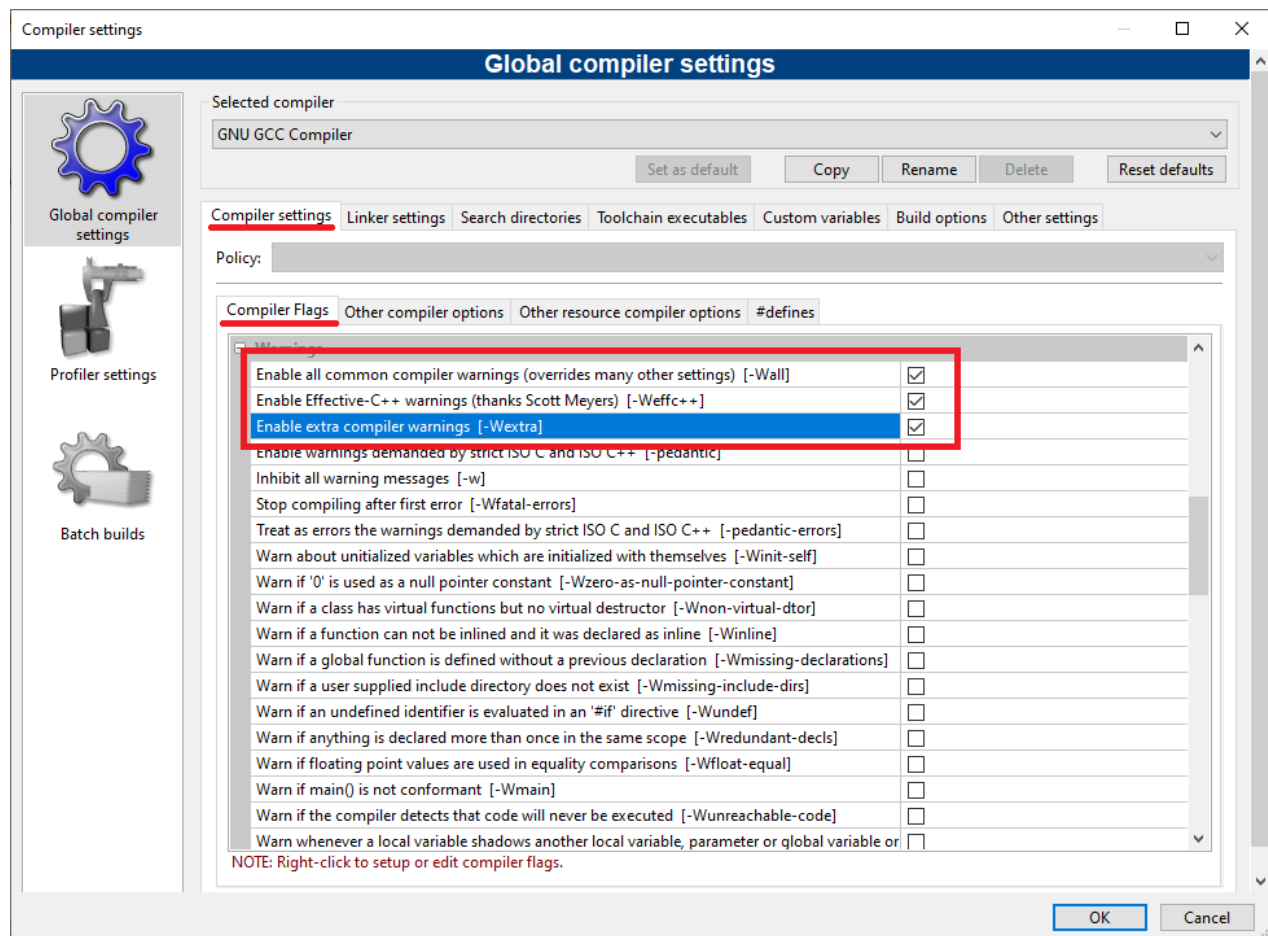 Compiler settings
Global compiler settings
Global compiler
settings
Profiler settings
Batch builds
Selected compiler
GNU GCC Compiler
Set as default Copy Rename Delete Reset defaults
Compiler settings Linker settings Search directories Toolchain executables Custom variables Build options Other settings
Policy:
Compiler Flags Other compiler options Other resource compiler options #defines
Warnings
Enable all common compiler warnings (overrides many other settings) [-Wall]
Enable Effective-C++ warnings (thanks Scott Meyers) [-Weffc++]
Enable extra compiler warnings [-Wextra]
Enable warnings demanded by strict ISO C and ISO C++ [-pedantic]
Inhibit all warning messages [-w]
Stop compiling after first error [-Wfatal-errors]
Treat as errors the warnings demanded by strict ISO C and ISO C++ [-pedantic-errors]
Warn about unitialized variables which are initialized with themselves [-Winit-self]
Warn if '0' is used as a null pointer constant [-Wzero-as-null-pointer-constant]
Warn if a class has virtual functions but no virtual destructor [-Wnon-virtual-dtor]
Warn if a function can not be inlined and it was declared as inline [-Winline]
Warn if a global function is defined without a previous declaration [-Wmissing-declarations]
Warn if a user supplied include directory does not exist [-Wmissing-include-dirs]
Warn if an undefined identifier is evaluated in an '#if' directive [-Wundef]
Warn if anything is declared more than once in the same scope [-Wredundant-decls]
Warn if floating point values are used in equality comparisons [-Wfloat-equal]
Warn if main() is not conformant [-Wmain]
Warn if the compiler detects that code will never be executed [-Wunreachable-code]
Warn whenever a local variable shadows another local variable, parameter or global variable or
NOTE: Right-click to setup or edit compiler flags.
OK Cancel